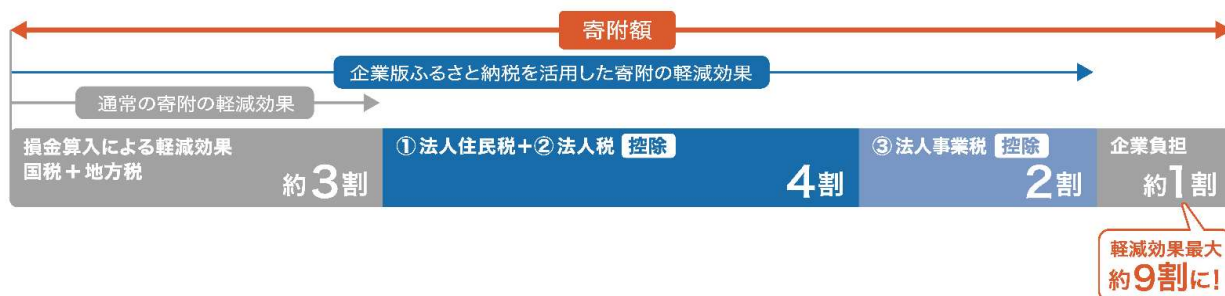 寄附額
企業版ふるさと納税を活用した寄附の軽減効果
通常の寄附の軽減効果
損金算入による軽減効果
国税＋地方税
約3割
①法人住民税＋②法人税 控除
4割
③法人事業税 控除
2割
企業負担
約1割
軽減効果最大
約9割に!